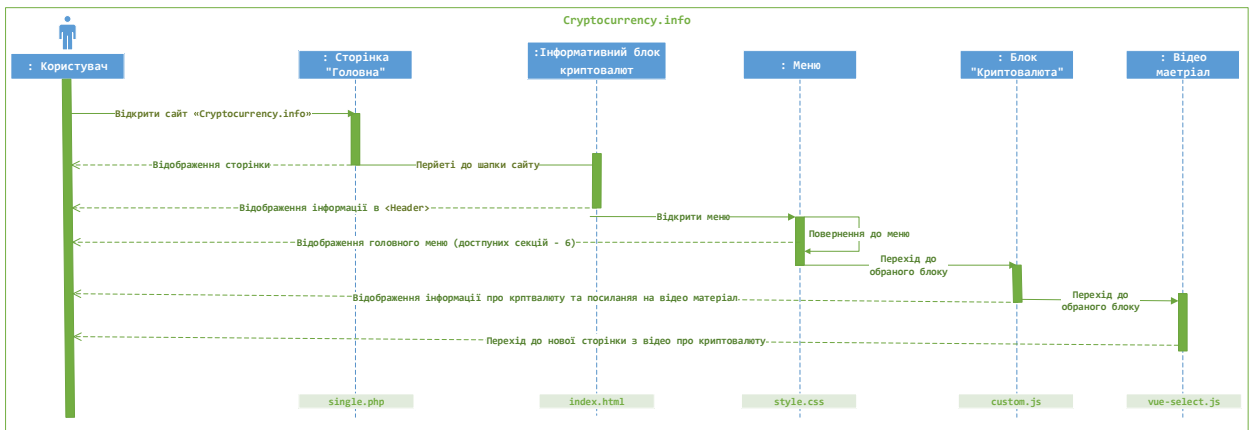 Cryptocurrency.info
: Користувач
: Сторінка
"Головна"
:Інформативний блок
криптовалют
: Меню
: Блок
"Криптовалюта"
: Відео
маетріал
Відкрити сайт «Cryptocurrency.info»
Відображення сторінки
Перйеті до шапки сайту
Відображення інформації в <Header>
Відкрити меню
Повернення до меню
Відображення головного меню (достпуних секцій - 6)
Перехід до
обраного блоку
Відображення інформації про крптвалюту та посиланяя на відео матеріал
Перехід до
обраного блоку
Перехід до нової сторінки з відео про криптовалюту
single.php
index.html
style.css
custom.js
vue-select.js